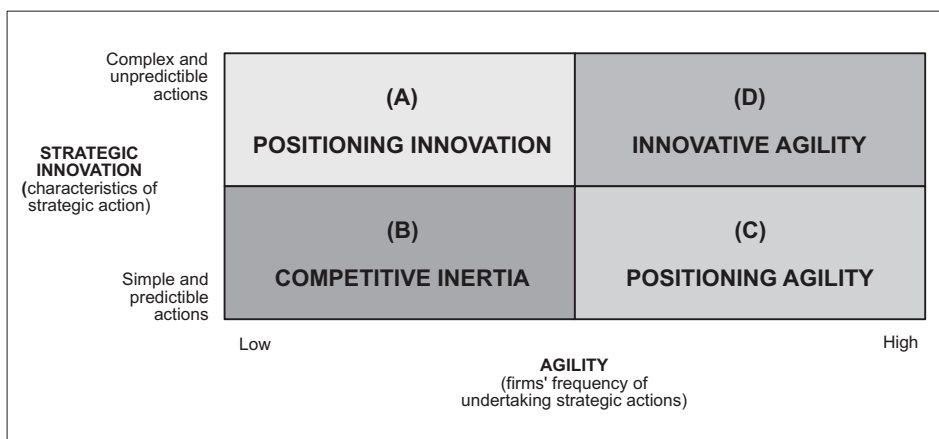 Complex and
unpredictible
actions
STRATEGIC
INNOVATION
(characteristics of
strategic action)
Simple and
predictible
actions
(A)
POSITIONING INNOVATION
(D)
INNOVATIVE AGILITY
(B)
COMPETITIVE INERTIA
(C)
POSITIONING AGILITY
Low
High
AGILITY
(firms' frequency of
undertaking strategic actions)